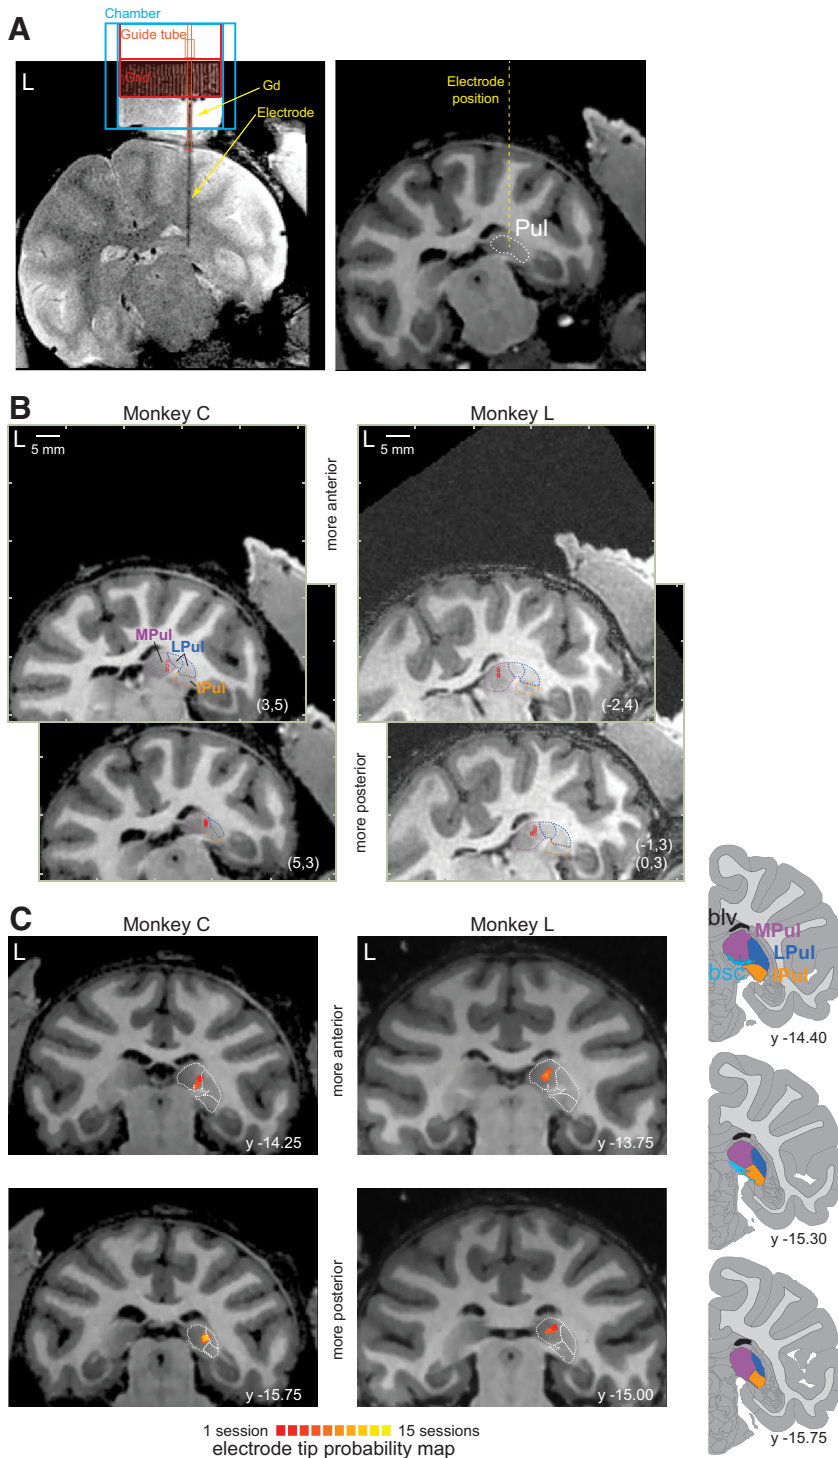 A
Chamber
Guide tube
Grid
L
Gd
Electrode
Electrode
position
Pul
B
Monkey C
Monkey L
L
5 mm
more anterior
L
5 mm
MPul
LPul
IPul
(3,5)
(-2,4)
more posterior
(5,3)
(-1,3)
(0,3)
C
Monkey C
Monkey L
L
more anterior
L
y -14.25
y -13.75
more posterior
y -15.75
y -15.00
1 session
15 sessions
electrode tip probability map
blv
MPul
LPul
bsc
IPul
y -14.40
y -15.30
y -15.75